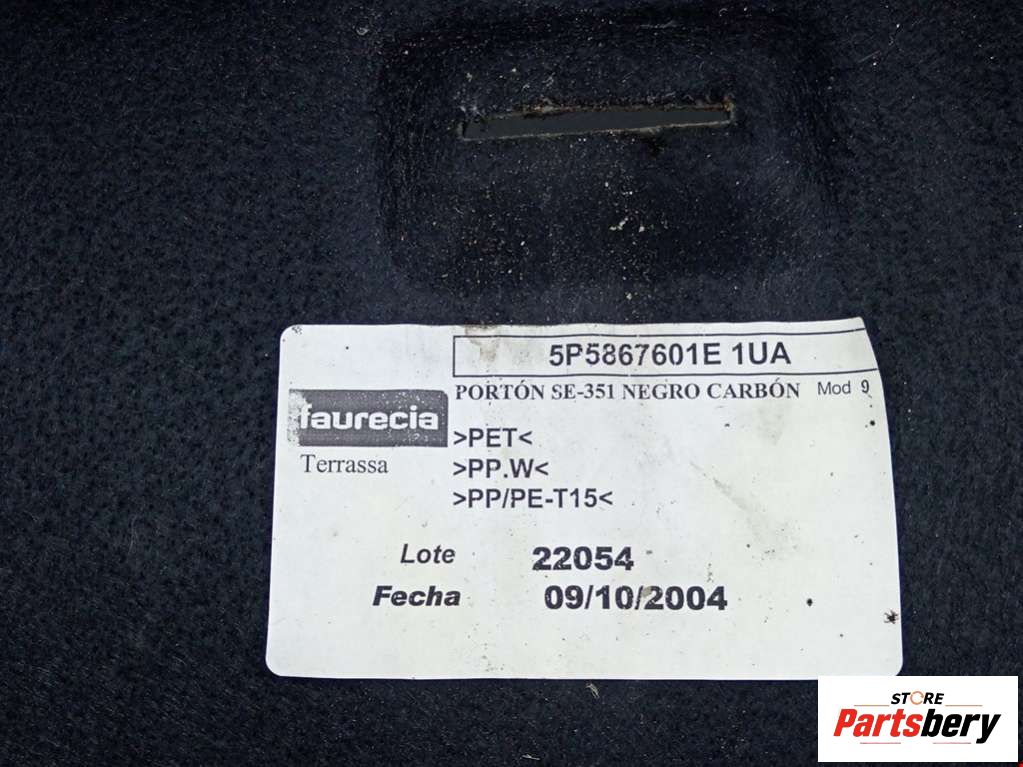 5P5867601E 1UA
PORTÓN SE-351 NEGRO CARBÓN Mod 9
faurecia
Terrassa
>PET<
>PP.W<
>PP/PE-T15<
Lote 22054
Fecha 09/10/2004
STORE
Partsbery